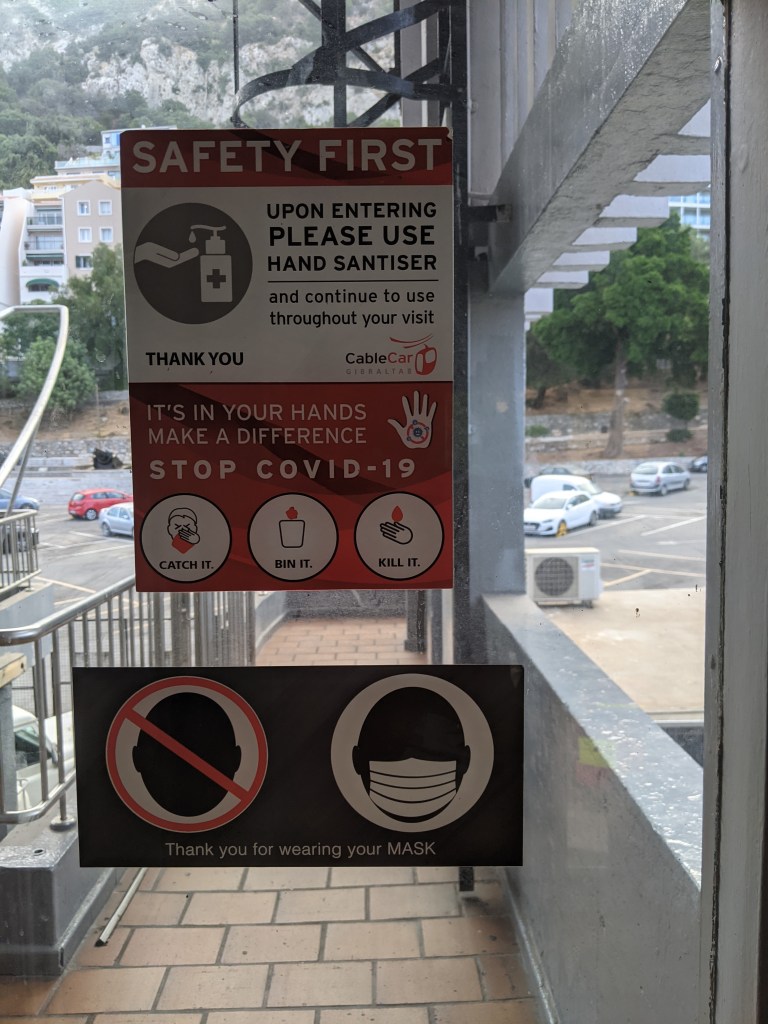 SAFETY FIRST
UPON ENTERING
PLEASE USE
HAND SANTISER
and continue to use
throughout your visit
THANK YOU
CableCar
GIBRALTAR
IT'S IN YOUR HANDS
MAKE A DIFFERENCE
STOP COVID-19
CATCH IT.
BIN IT.
KILL IT.
Thank you for wearing your MASK